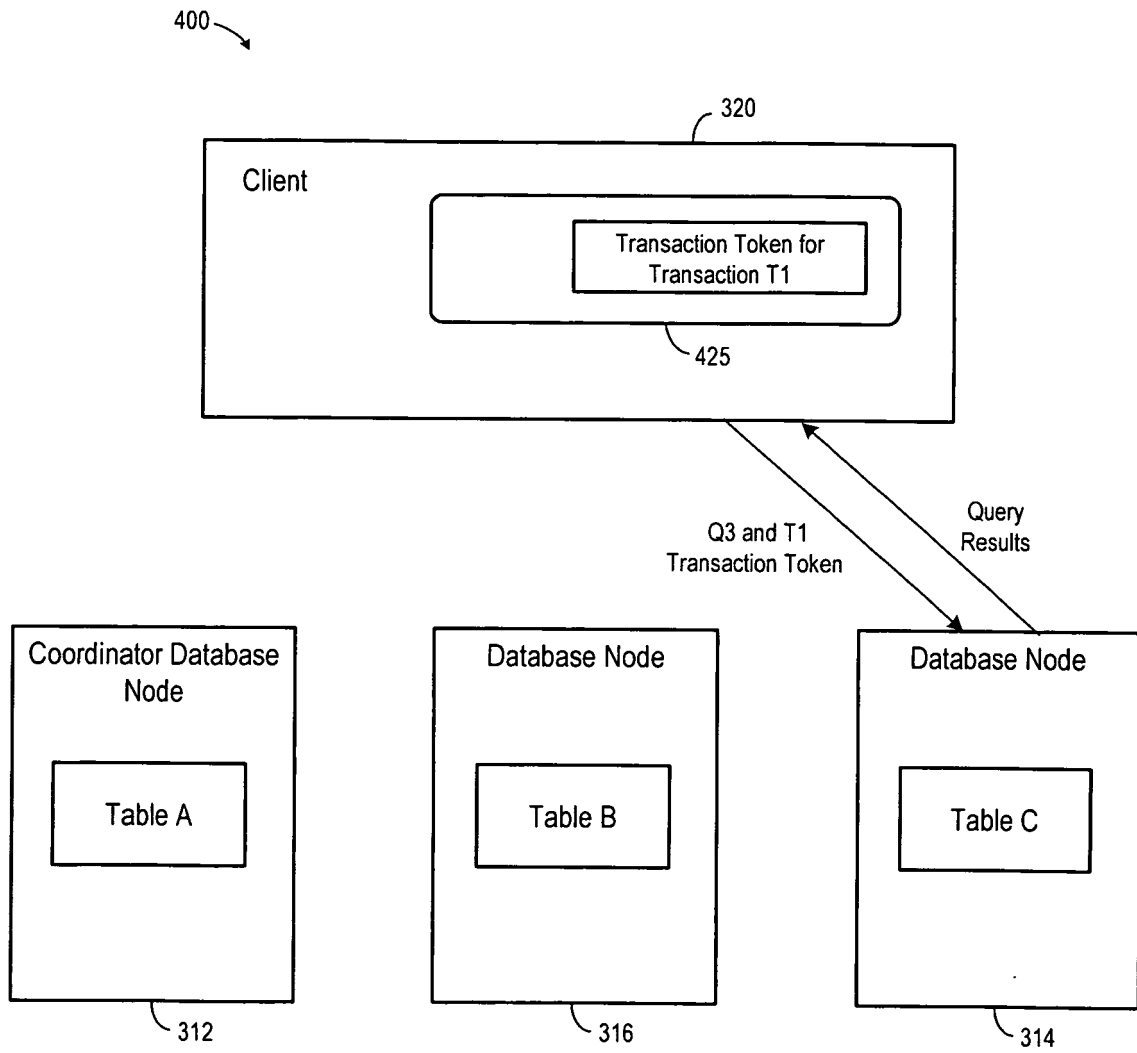 400
320
Client
Transaction Token for
Transaction T1
425
Q3 and T1
Transaction Token
Query
Results
Coordinator Database
Node
Table A
312
Database Node
Table B
316
Database Node
Table C
314